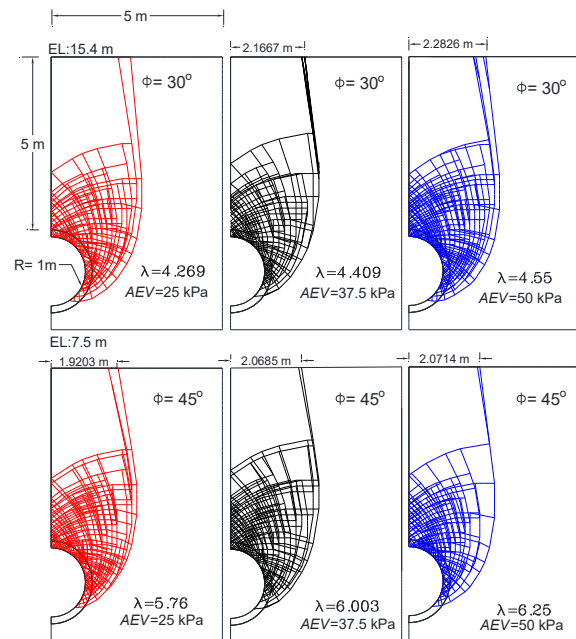 5 m
EL:15.4 m
2.1667 m
2.2826 m
ϕ= 30°
ϕ= 30°
ϕ= 30°
5 m
R= 1m
λ=4.269
AEV=25 kPa
λ=4.409
AEV=37.5 kPa
λ=4.55
AEV=50 kPa
EL:7.5 m
1.9203 m
2.0685 m
2.0714 m
ϕ= 45°
ϕ= 45°
ϕ= 45°
λ=5.76
AEV=25 kPa
λ=6.003
AEV=37.5 kPa
λ=6.25
AEV=50 kPa